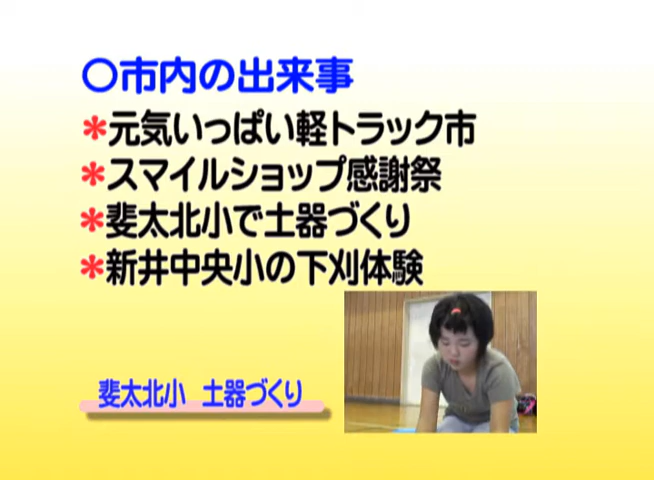 〇市内の出来事
＊元気いっぱい軽トラック市
＊スマイルショップ感謝祭
＊斐太北小で土器づくり
＊新井中央小の下刈体験
斐太北小　土器づくり